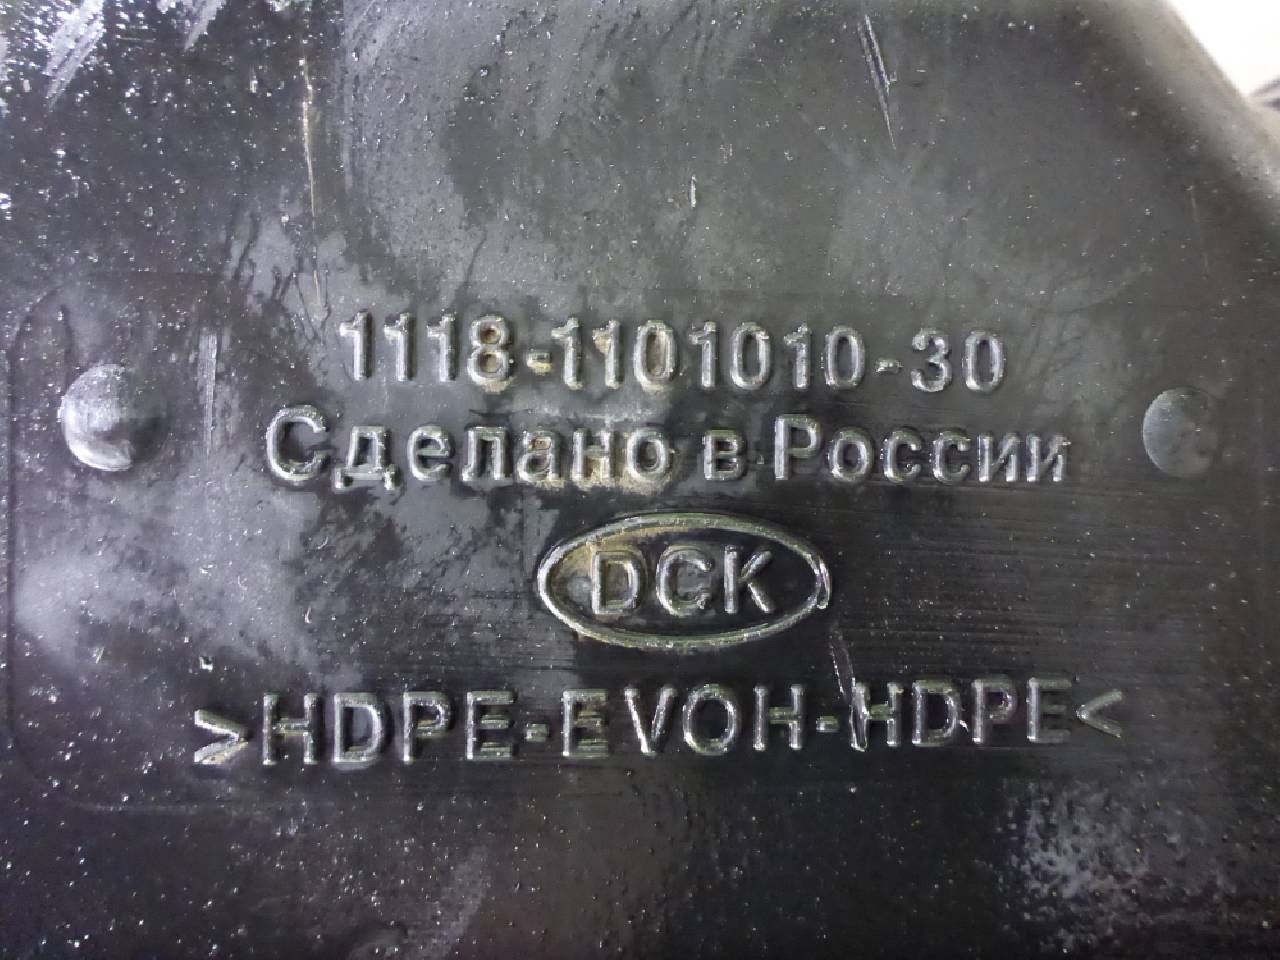 1118-1101010-30
Сделано в России
DCK
>HDPE-EVOH-HDPE<